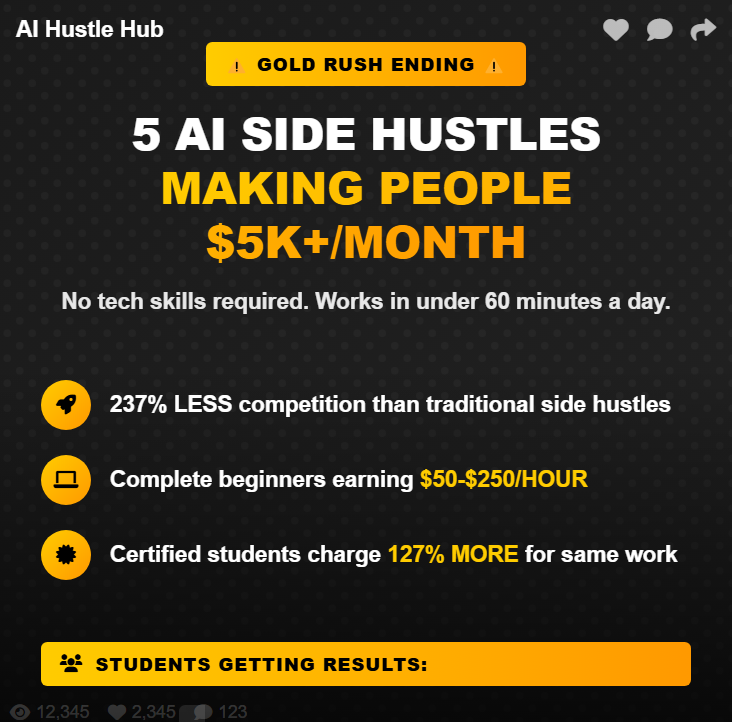 AI Hustle Hub
GOLD RUSH ENDING
5 AI SIDE HUSTLES
MAKING PEOPLE
$5K+/MONTH
No tech skills required. Works in under 60 minutes a day.
237% LESS competition than traditional side hustles
Complete beginners earning $50-$250/HOUR
Certified students charge 127% MORE for same work
STUDENTS GETTING RESULTS:
12,345 2,345 123